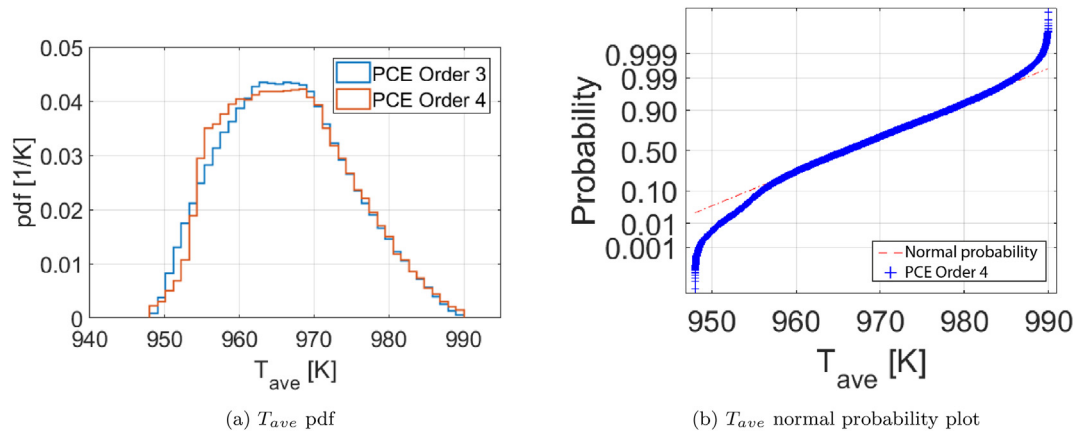 0.05
0.04
0.03
0.02
0.01
0
pdf [1/K]
PCE Order 3
PCE Order 4
940 950 960 970 980 990
T_ave [K]
(a) T_ave pdf
0.999
0.99
0.90
0.50
0.10
0.01
0.001
Probability
Normal probability
PCE Order 4
950 960 970 980 990
T_ave [K]
(b) T_ave normal probability plot